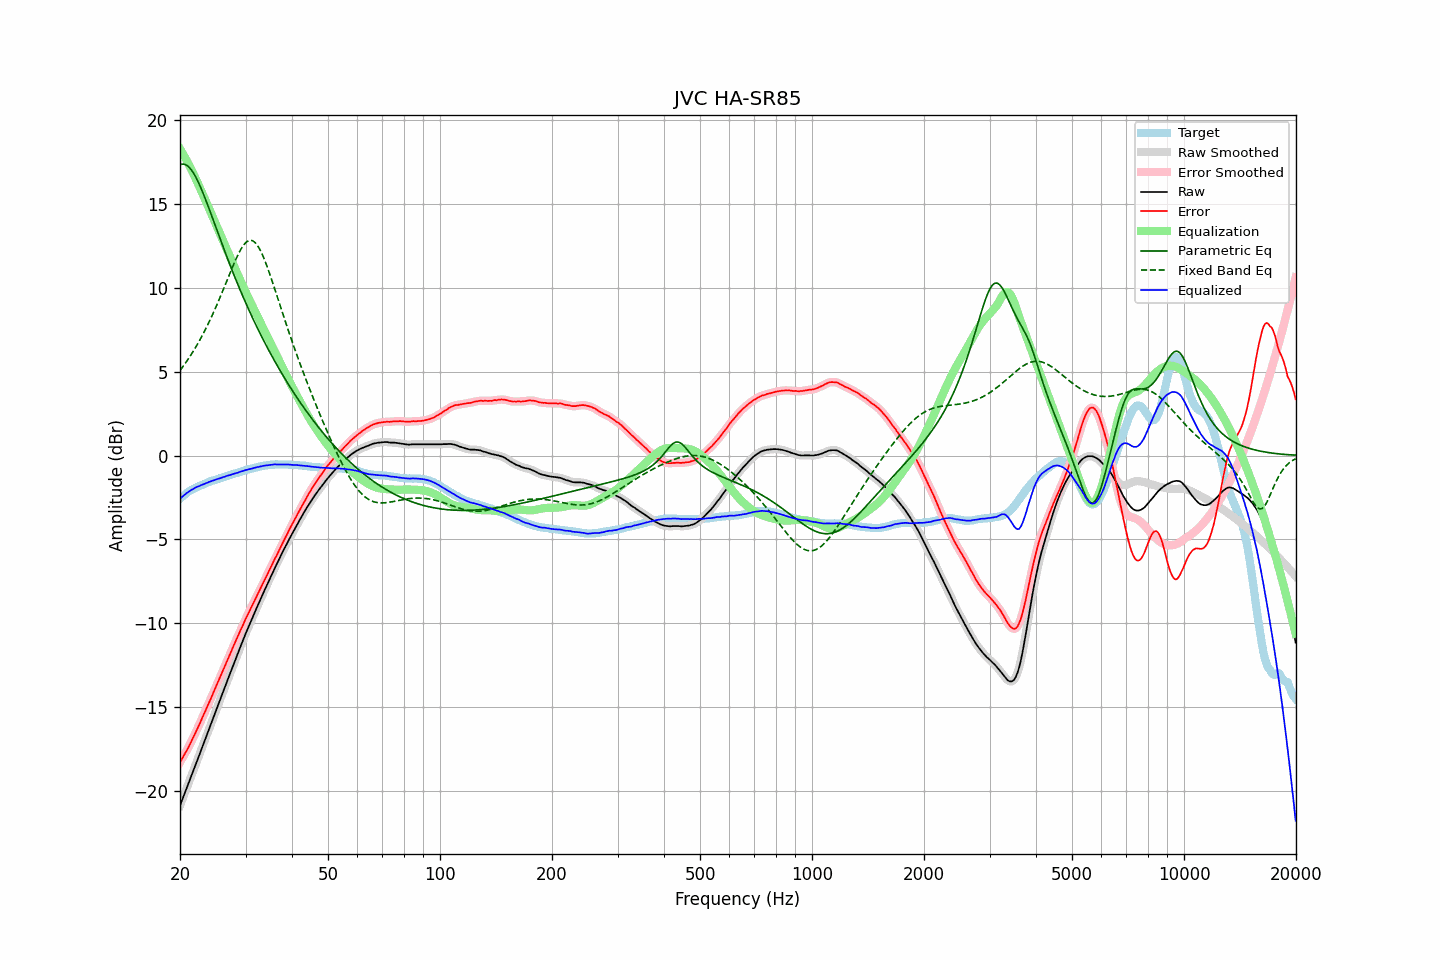 JVC HA-SR85
Amplitude (dBr)
20
15
10
5
0
−5
−10
−15
−20
Target
Raw Smoothed
Error Smoothed
Raw
Error
Equalization
Parametric Eq
Fixed Band Eq
Equalized
20 50 100 200 500 1000 2000 5000 10000 20000
Frequency (Hz)